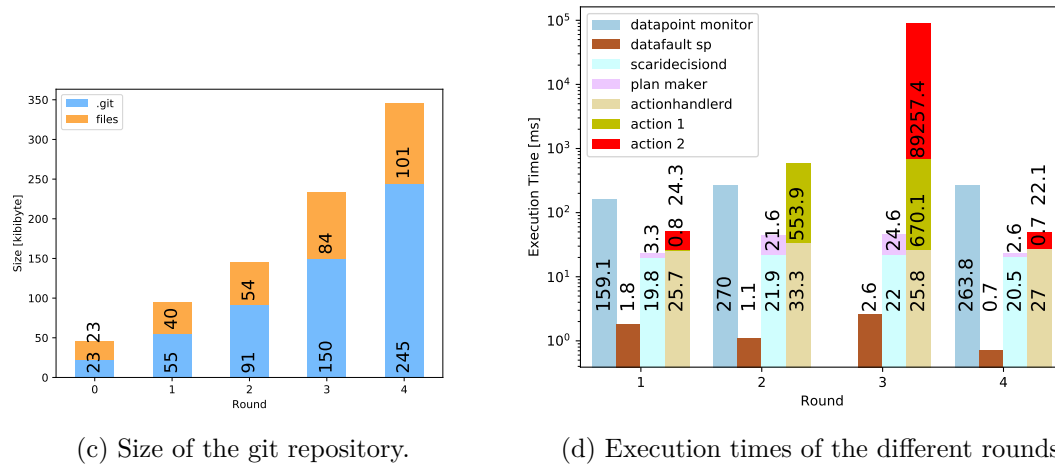 .git
files
350
300
250
200
150
100
50
0
Size [kibibyte]
23 23
55 40
91 54
150 84
245 101
0 1 2 3 4
Round
(c) Size of the git repository.
datapoint monitor
datafault sp
scaridecisiond
plan maker
actionhandlerd
action 1
action 2
10^5
10^4
10^3
10^2
10^1
10^0
Execution Time [ms]
159.1
1.8
19.8 3.3
25.7 0.8 24.3
270
1.1
21.9 21.6
33.3 553.9
2.6
22 24.6
25.8 670.1 89257.4
263.8
0.7
20.5 2.6
27 0.7 22.1
1 2 3 4
Round
(d) Execution times of the different rounds